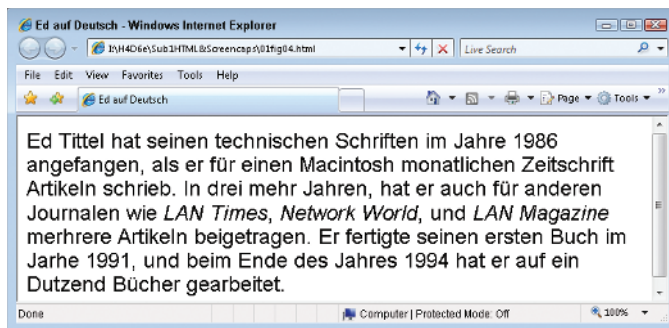 Ed auf Deutsch - Windows Internet Explorer
I:\H4D6e\Sub1HTML&Screencaps\01fig04.html
Live Search
File Edit View Favorites Tools Help
Ed auf Deutsch
Page Tools »
Ed Tittel hat seinen technischen Schriften im Jahre 1986
angefangen, als er für einen Macintosh monatlichen Zeitschrift
Artikeln schrieb. In drei mehr Jahren, hat er auch für anderen
Journalen wie LAN Times, Network World, und LAN Magazine
merhrere Artikeln beigetragen. Er fertigte seinen ersten Buch im
Jarhe 1991, und beim Ende des Jahres 1994 hat er auf ein
Dutzend Bücher gearbeitet.
Done Computer | Protected Mode: Off 100%